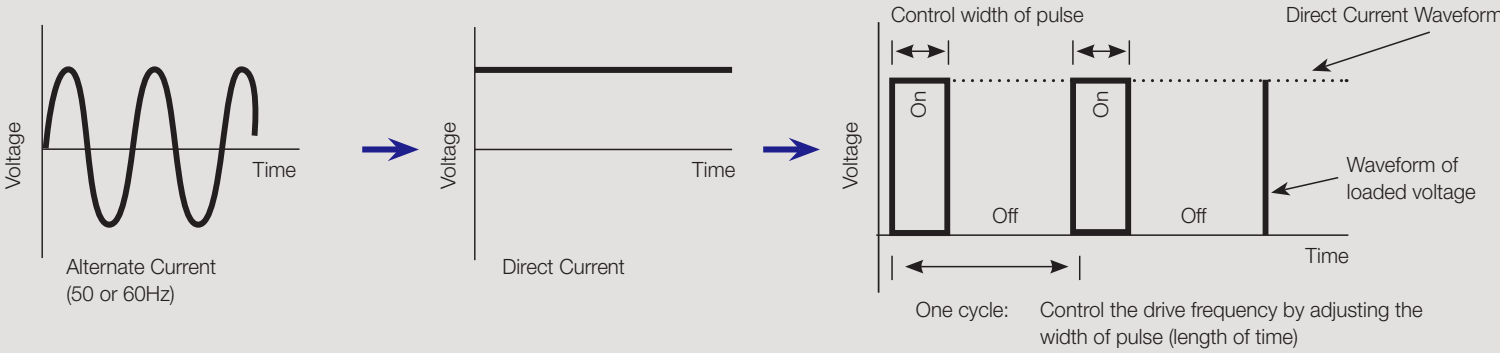 Voltage
Time
Alternate Current
(50 or 60Hz)
Voltage
Time
Direct Current
Control width of pulse
Direct Current Waveform
On
On
Voltage
Waveform of
loaded voltage
Off
Off
Time
One cycle: Control the drive frequency by adjusting the
width of pulse (length of time)